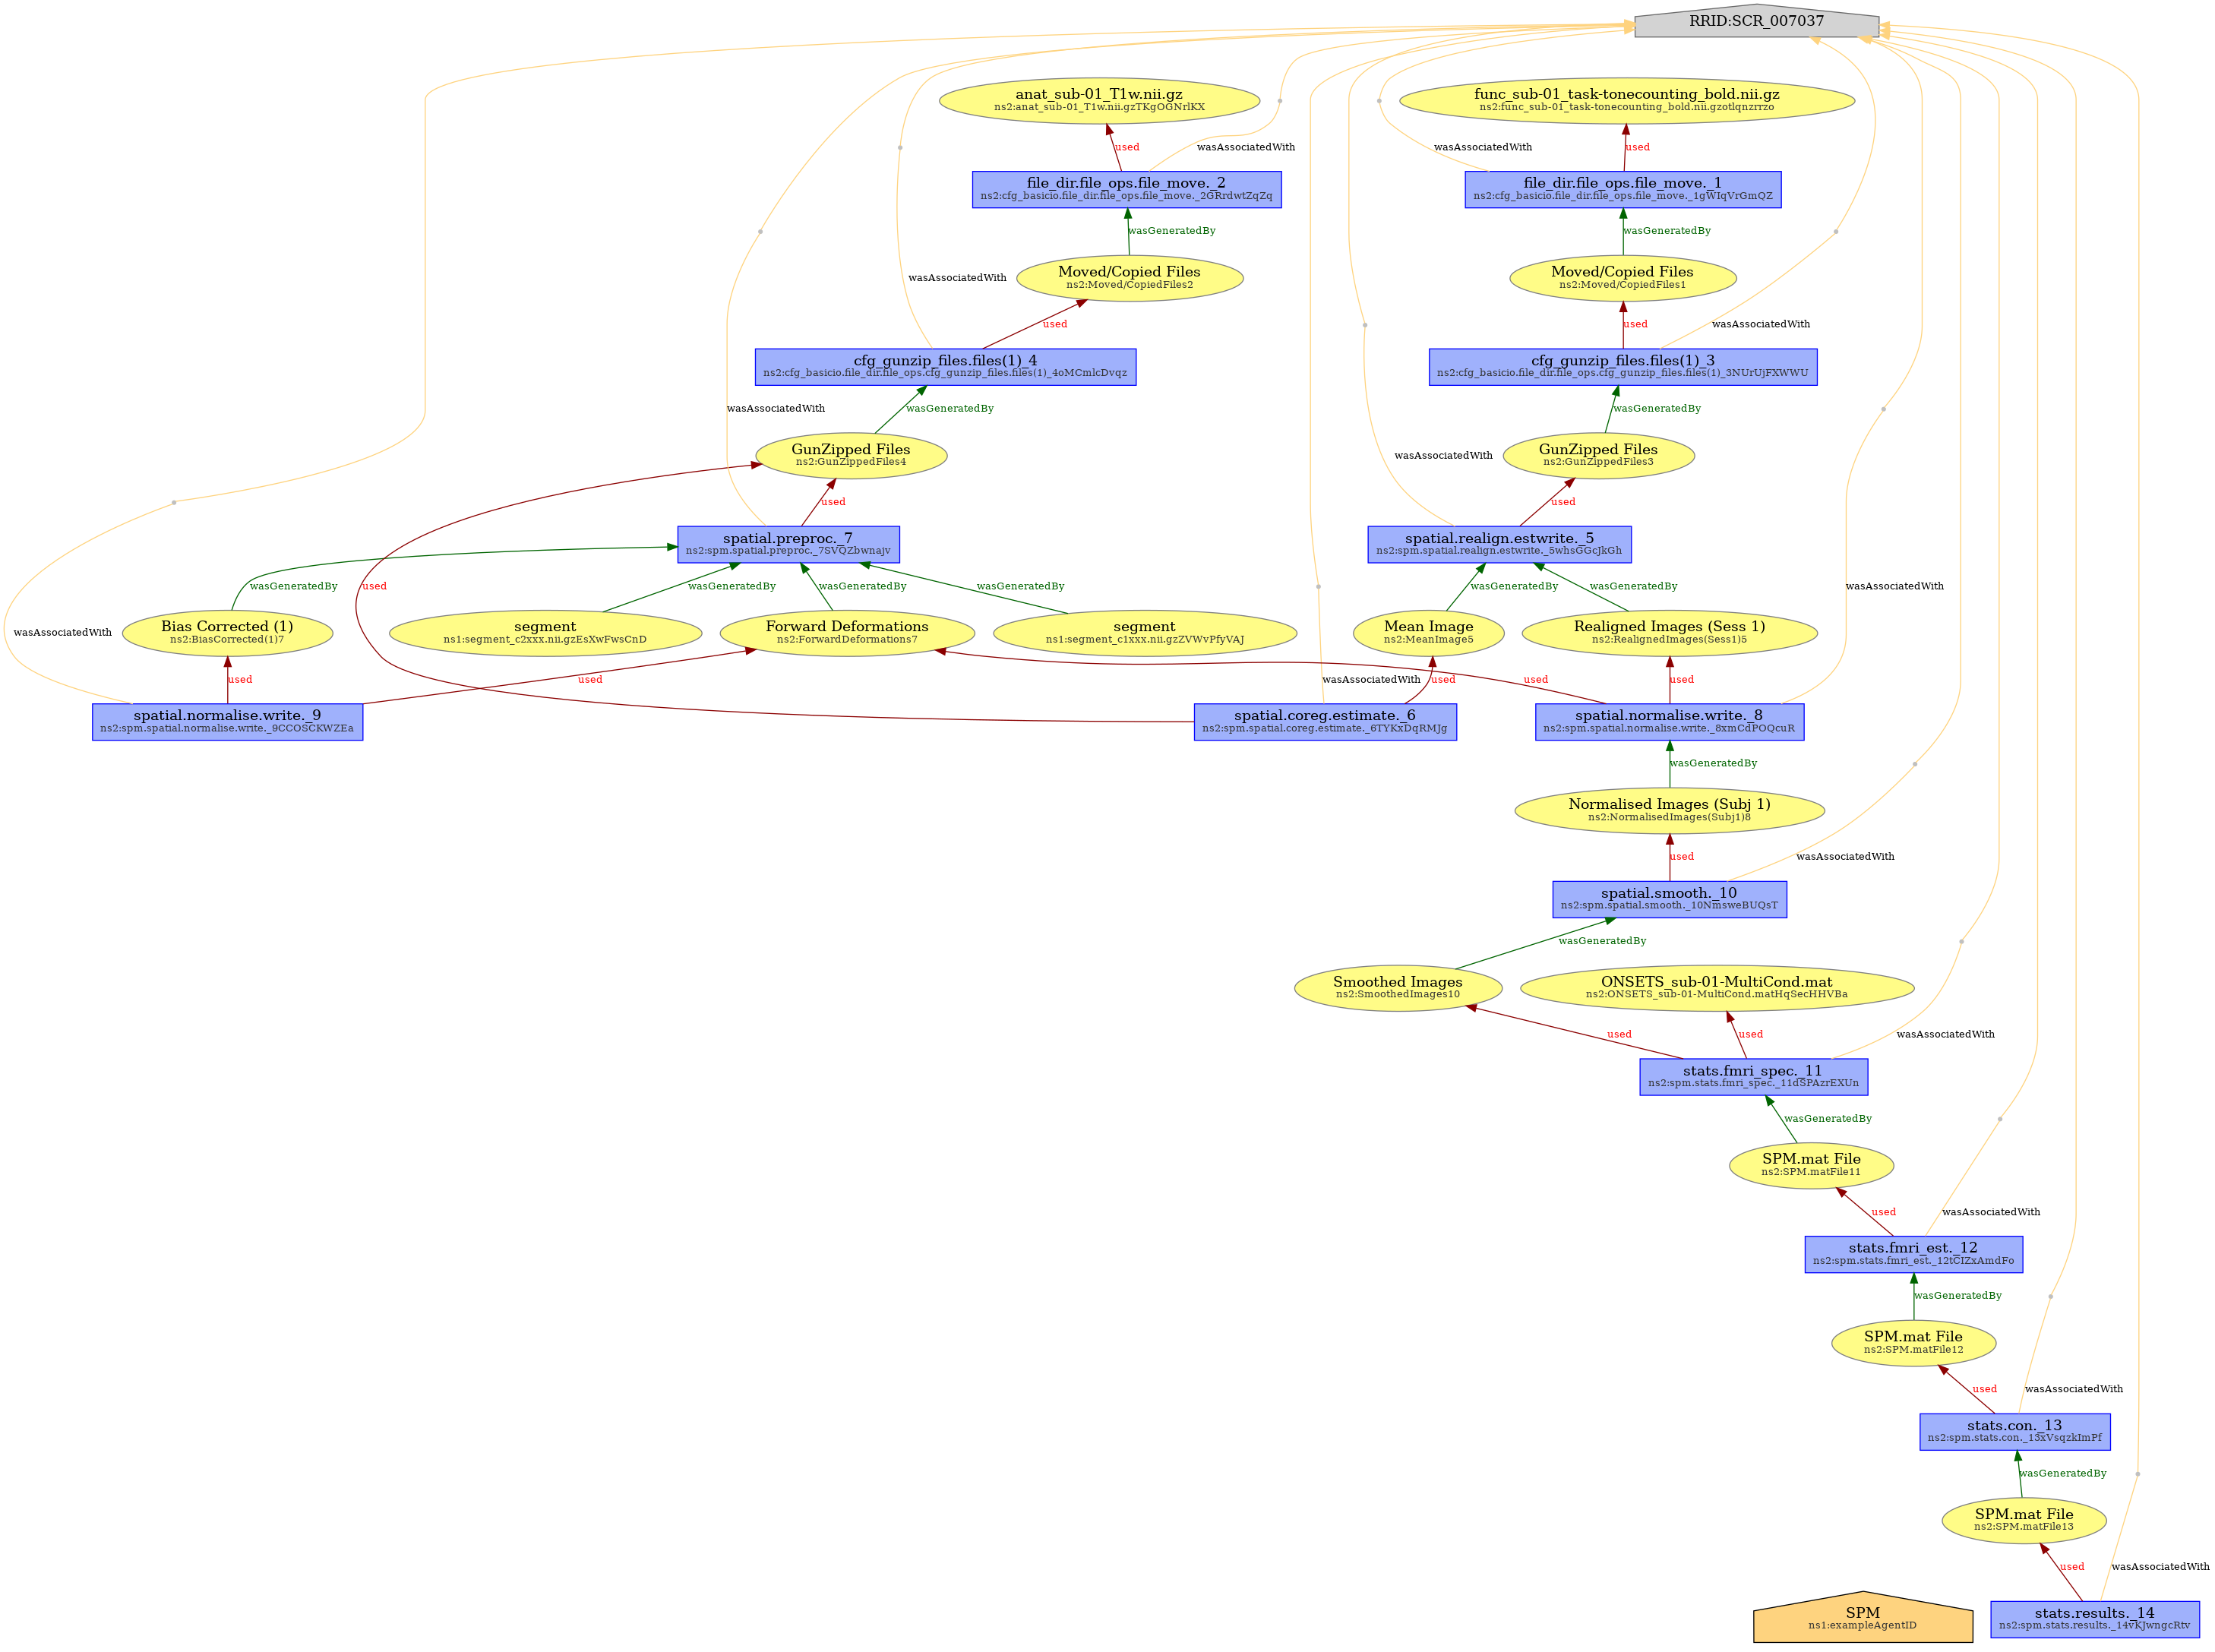 RRID:SCR_007037
anat_sub-01_T1w.nii.gz
ns2:anat_sub-01_T1w.nii.gzTKgOGNrlKX
func_sub-01_task-tonecounting_bold.nii.gz
ns2:func_sub-01_task-tonecounting_bold.nii.gzotlqnzrrzo
used
wasAssociatedWith
wasAssociatedWith
used
file_dir.file_ops.file_move._2
ns2:cfg_basicio.file_dir.file_ops.file_move._2GRrdwtZqZq
file_dir.file_ops.file_move._1
ns2:cfg_basicio.file_dir.file_ops.file_move._1gWIqVrGmQZ
wasGeneratedBy
wasGeneratedBy
wasAssociatedWith
Moved/Copied Files
ns2:Moved/CopiedFiles2
Moved/Copied Files
ns2:Moved/CopiedFiles1
used
used
wasAssociatedWith
cfg_gunzip_files.files(1)_4
ns2:cfg_basicio.file_dir.file_ops.cfg_gunzip_files.files(1)_4oMCmlcDvqz
cfg_gunzip_files.files(1)_3
ns2:cfg_basicio.file_dir.file_ops.cfg_gunzip_files.files(1)_3NUrUjFXWWU
wasAssociatedWith
wasGeneratedBy
wasGeneratedBy
GunZipped Files
ns2:GunZippedFiles4
wasAssociatedWith
GunZipped Files
ns2:GunZippedFiles3
used
used
spatial.preproc._7
ns2:spm.spatial.preproc._7SVQZbwnajv
spatial.realign.estwrite._5
ns2:spm.spatial.realign.estwrite._5whsGGcJkGh
wasGeneratedBy
used
wasGeneratedBy
wasGeneratedBy
wasGeneratedBy
wasGeneratedBy
wasGeneratedBy
wasAssociatedWith
wasAssociatedWith
Bias Corrected (1)
ns2:BiasCorrected(1)7
segment
ns1:segment_c2xxx.nii.gzEsXwFwsCnD
Forward Deformations
ns2:ForwardDeformations7
segment
ns1:segment_c1xxx.nii.gzZVWvPfyVAJ
Mean Image
ns2:MeanImage5
Realigned Images (Sess 1)
ns2:RealignedImages(Sess1)5
used
used
wasAssociatedWith
used
used
used
spatial.normalise.write._9
ns2:spm.spatial.normalise.write._9CCOSCKWZEa
spatial.coreg.estimate._6
ns2:spm.spatial.coreg.estimate._6TYKxDqRMJg
spatial.normalise.write._8
ns2:spm.spatial.normalise.write._8xmCdPOQcuR
wasGeneratedBy
Normalised Images (Subj 1)
ns2:NormalisedImages(Subj1)8
used
wasAssociatedWith
spatial.smooth._10
ns2:spm.spatial.smooth._10NmsweBUQsT
wasGeneratedBy
Smoothed Images
ns2:SmoothedImages10
ONSETS_sub-01-MultiCond.mat
ns2:ONSETS_sub-01-MultiCond.matHqSecHHVBa
used
used
wasAssociatedWith
stats.fmri_spec._11
ns2:spm.stats.fmri_spec._11dSPAzrEXUn
wasGeneratedBy
SPM.mat File
ns2:SPM.matFile11
used
wasAssociatedWith
stats.fmri_est._12
ns2:spm.stats.fmri_est._12tCIZxAmdFo
wasGeneratedBy
SPM.mat File
ns2:SPM.matFile12
used
wasAssociatedWith
stats.con._13
ns2:spm.stats.con._13xVsqzkImPf
wasGeneratedBy
SPM.mat File
ns2:SPM.matFile13
used
wasAssociatedWith
SPM
ns1:exampleAgentID
stats.results._14
ns2:spm.stats.results._14vKJwngcRtv